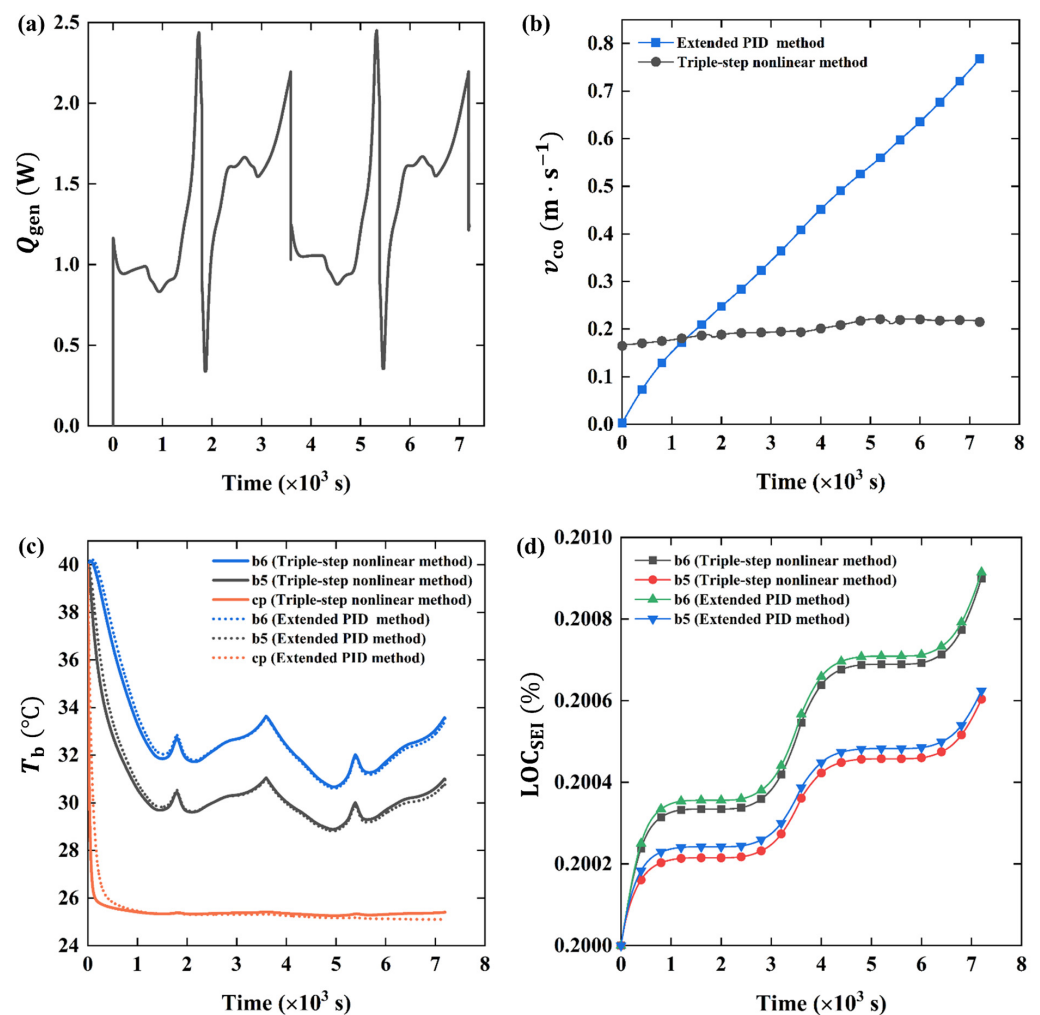 (a)
2.5
2.0
1.5
1.0
0.5
0.0
Q_gen (W)
0 1 2 3 4 5 6 7
Time (×10³ s)
(b)
0.8
0.7
0.6
0.5
0.4
0.3
0.2
0.1
0.0
v_co (m · s⁻¹)
Extended PID method
Triple-step nonlinear method
0 1 2 3 4 5 6 7 8
Time (×10³ s)
(c)
40
38
36
34
32
30
28
26
24
T_b (℃)
b6 (Triple-step nonlinear method)
b5 (Triple-step nonlinear method)
cp (Triple-step nonlinear method)
b6 (Extended PID method)
b5 (Extended PID method)
cp (Extended PID method)
0 1 2 3 4 5 6 7 8
Time (×10³ s)
(d)
0.2010
0.2008
0.2006
0.2004
0.2002
0.2000
LOC_SEI (%)
b6 (Triple-step nonlinear method)
b5 (Triple-step nonlinear method)
b6 (Extended PID method)
b5 (Extended PID method)
0 1 2 3 4 5 6 7 8
Time (×10³ s)